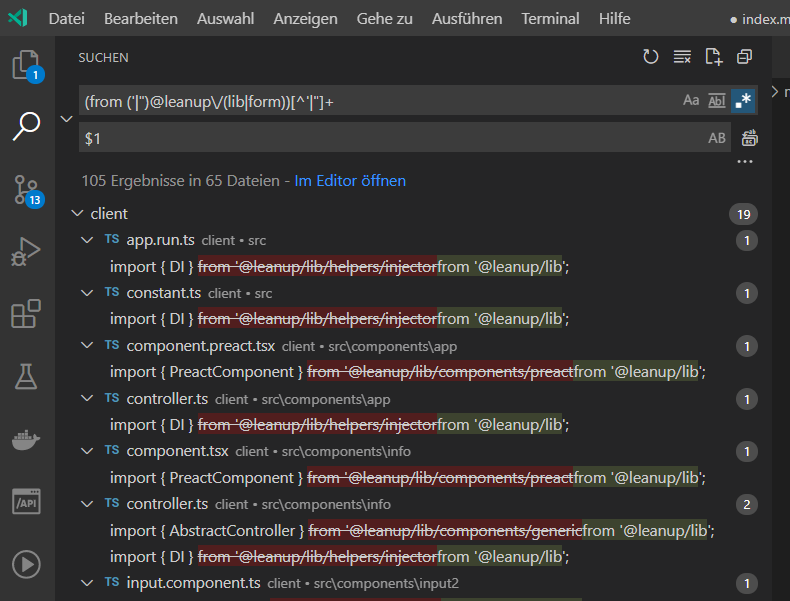 Datei Bearbeiten Auswahl Anzeigen Gehe zu Ausführen Terminal Hilfe ● index.m
SUCHEN
1
(from ('|")@leanup\/(lib|form))[^'|"]+ Aa Abl .*
$1 AB
105 Ergebnisse in 65 Dateien - Im Editor öffnen
13
client 19
TS app.run.ts client • src 1
import { DI } from '@leanup/lib/helpers/injectorfrom '@leanup/lib';
TS constant.ts client • src 1
import { DI } from '@leanup/lib/helpers/injectorfrom '@leanup/lib';
TS component.preact.tsx client • src\components\app 1
import { PreactComponent } from '@leanup/lib/components/preactfrom '@leanup/lib';
TS controller.ts client • src\components\app 1
import { DI } from '@leanup/lib/helpers/injectorfrom '@leanup/lib';
TS component.tsx client • src\components\info 1
import { PreactComponent } from '@leanup/lib/components/preactfrom '@leanup/lib';
TS controller.ts client • src\components\info 2
import { AbstractController } from '@leanup/lib/components/genericfrom '@leanup/lib';
/API
import { DI } from '@leanup/lib/helpers/injectorfrom '@leanup/lib';
TS input.component.ts client • src\components\input2 1